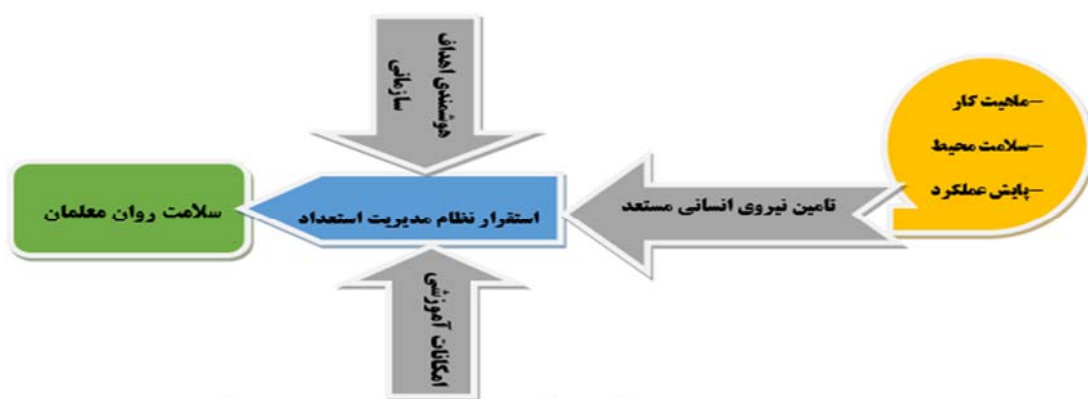 –ماهیت کار
–سلامت محیط
–پایش عملکرد
تامین نیروی انسانی مستعد
هوشمندی اهداف
سازمانی
استقرار نظام مدیریت استعداد
امکانات آموزشی
سلامت روان معلمان